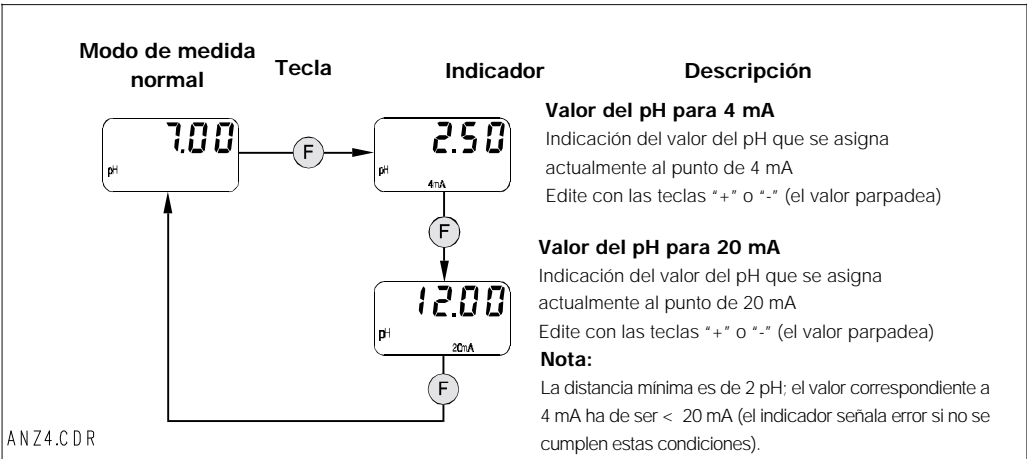 Modo de medida
normal
Tecla
Indicador
Descripción
7.00
pH
F
2.50
pH
4mA
Valor del pH para 4 mA
Indicación del valor del pH que se asigna
actualmente al punto de 4 mA
Edite con las teclas "+" o "-" (el valor parpadea)
F
12.00
pH
20mA
Valor del pH para 20 mA
Indicación del valor del pH que se asigna
actualmente al punto de 20 mA
Edite con las teclas "+" o "-" (el valor parpadea)
Nota:
La distancia mínima es de 2 pH; el valor correspondiente a
4 mA ha de ser < 20 mA (el indicador señala error si no se
cumplen estas condiciones).
F
ANZ4.CDR